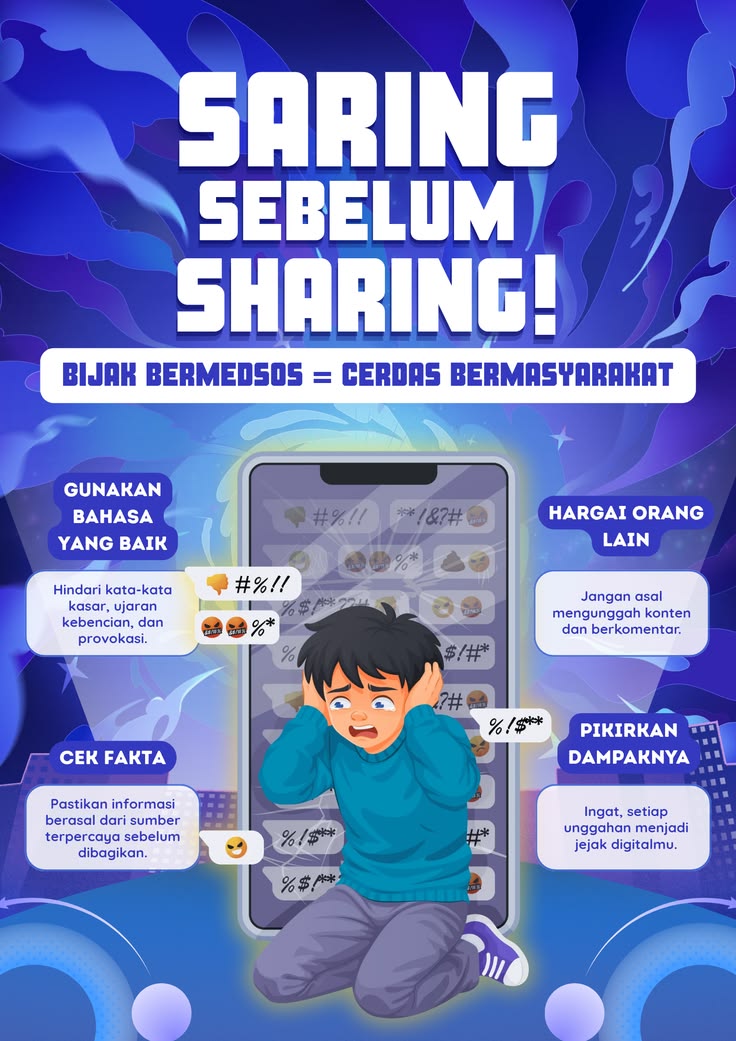 SARING
SEBELUM
SHARING!
BIJAK BERMEDSOS = CERDAS BERMASYARAKAT
GUNAKAN
BAHASA
YANG BAIK
Hindari kata-kata
kasar, ujaran
kebencian, dan
provokasi.
HARGAI ORANG
LAIN
Jangan asal
mengunggah konten
dan berkomentar.
CEK FAKTA
Pastikan informasi
berasal dari sumber
terpercaya sebelum
dibagikan.
PIKIRKAN
DAMPAKNYA
Ingat, setiap
unggahan menjadi
jejak digitalmu.
#%!!
**!&?#
%*
#%!!
%*
$!#**
%!$**
%!$**
#*